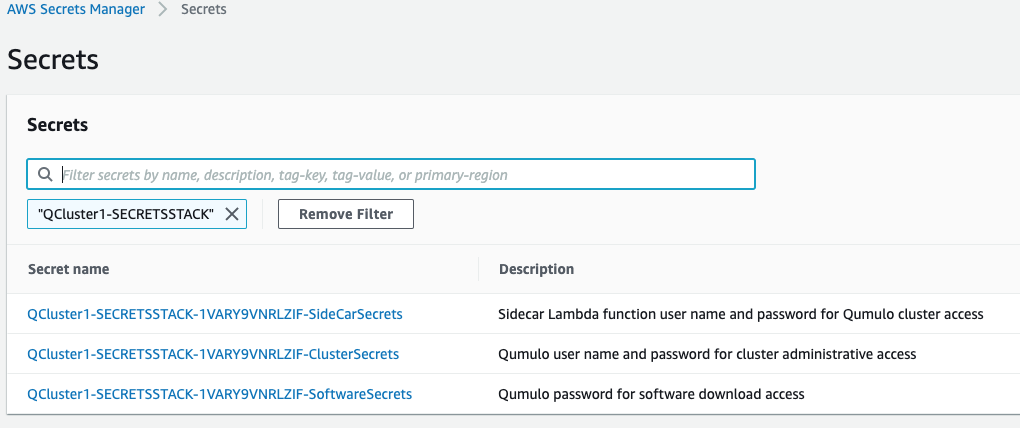 AWS Secrets Manager > Secrets
Secrets
Secrets
Filter secrets by name, description, tag-key, tag-value, or primary-region
"QCluster1-SECRETSSTACK" Remove Filter
Secret name Description
QCluster1-SECRETSSTACK-1VARY9VNRLZIF-SideCarSecrets Sidecar Lambda function user name and password for Qumulo cluster access
QCluster1-SECRETSSTACK-1VARY9VNRLZIF-ClusterSecrets Qumulo user name and password for cluster administrative access
QCluster1-SECRETSSTACK-1VARY9VNRLZIF-SoftwareSecrets Qumulo password for software download access